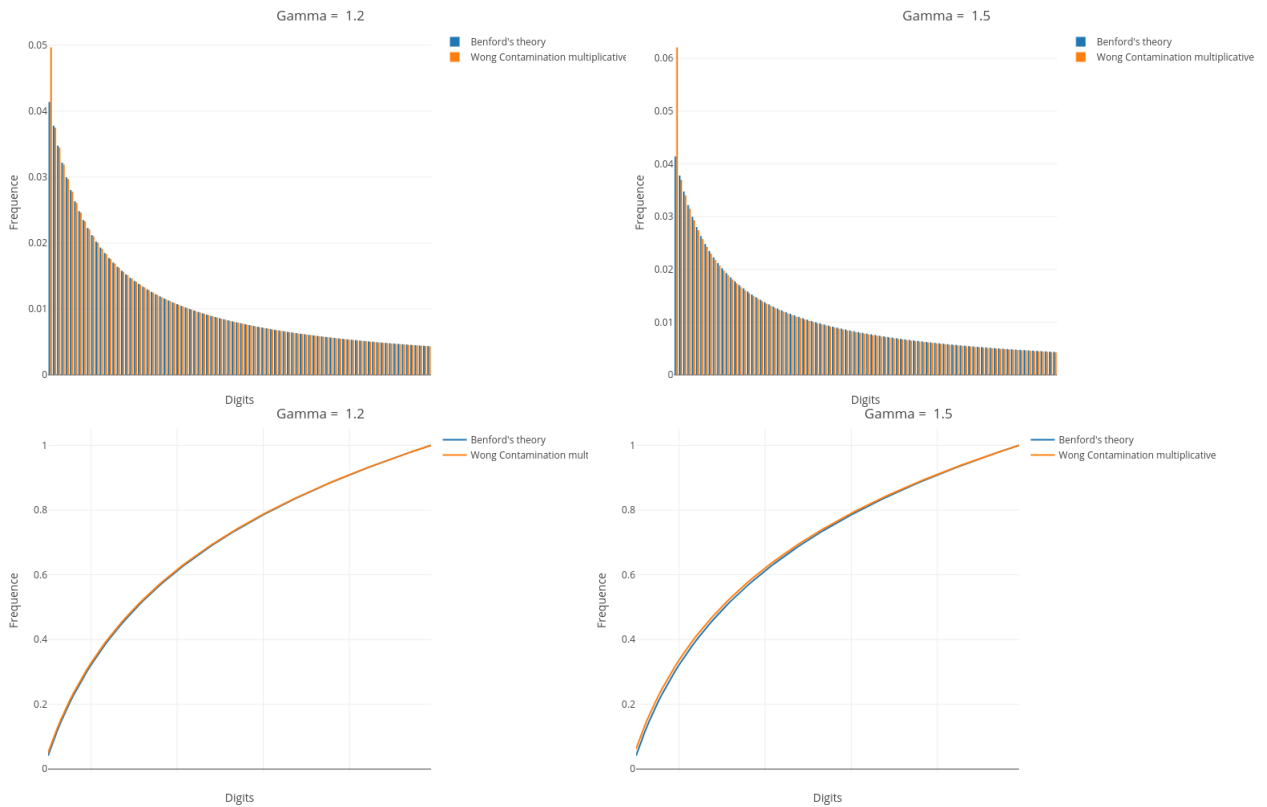 Gamma = 1.2
Benford's theory
Wong Contamination multiplicative
Frequence
0.05
0.04
0.03
0.02
0.01
0
Digits
Gamma = 1.5
Benford's theory
Wong Contamination multiplicative
Frequence
0.06
0.05
0.04
0.03
0.02
0.01
0
Digits
Gamma = 1.2
Benford's theory
Wong Contamination mult
Frequence
1
0.8
0.6
0.4
0.2
0
Digits
Gamma = 1.5
Benford's theory
Wong Contamination multiplicative
Frequence
1
0.8
0.6
0.4
0.2
0
Digits